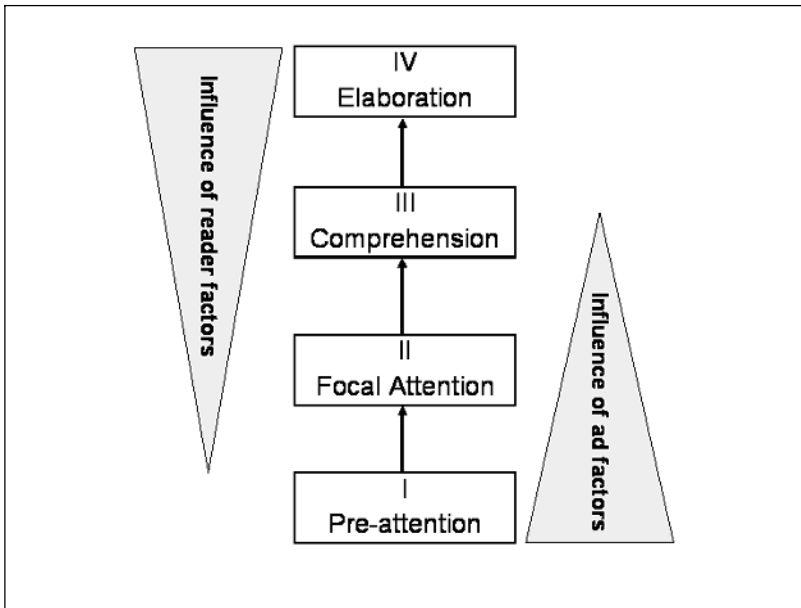 IV
Elaboration
Influence of reader factors
III
Comprehension
II
Focal Attention
Influence of ad factors
I
Pre-attention